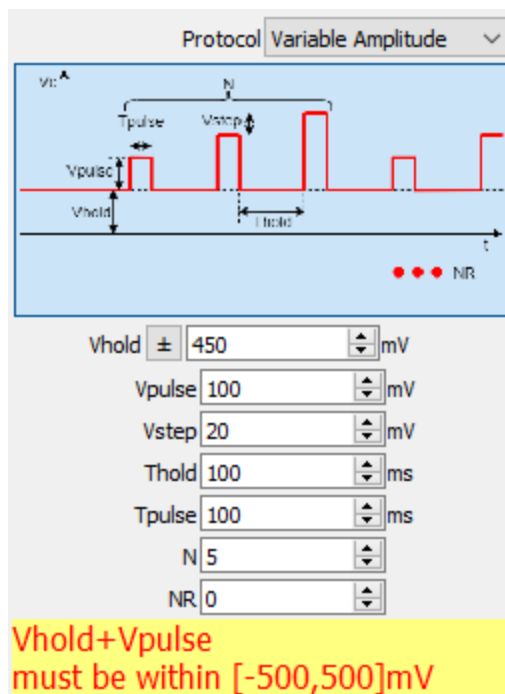 Protocol Variable Amplitude
Vc
N
Tpulse
Vstep
Vpulse
Vhold
Thold
t
NR
Vhold ± 450 mV
Vpulse 100 mV
Vstep 20 mV
Thold 100 ms
Tpulse 100 ms
N 5
NR 0
Vhold+Vpulse
must be within [-500,500]mV